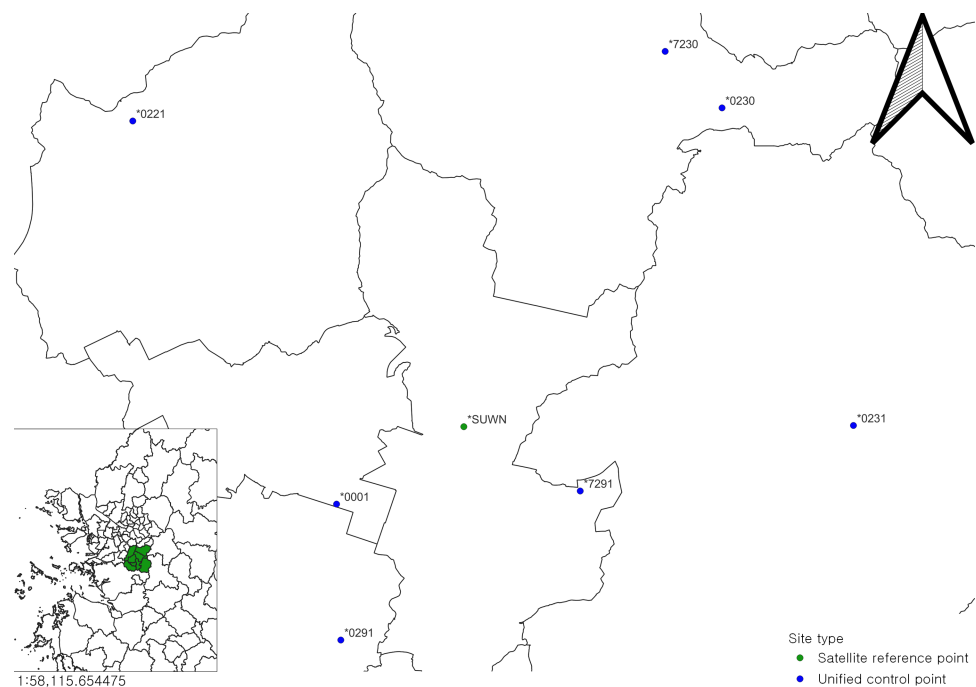 *7230
*0230
*0221
*SUWN
*0231
*7291
*0001
*0291
Site type
Satellite reference point
Unified control point
1:58,115.654475